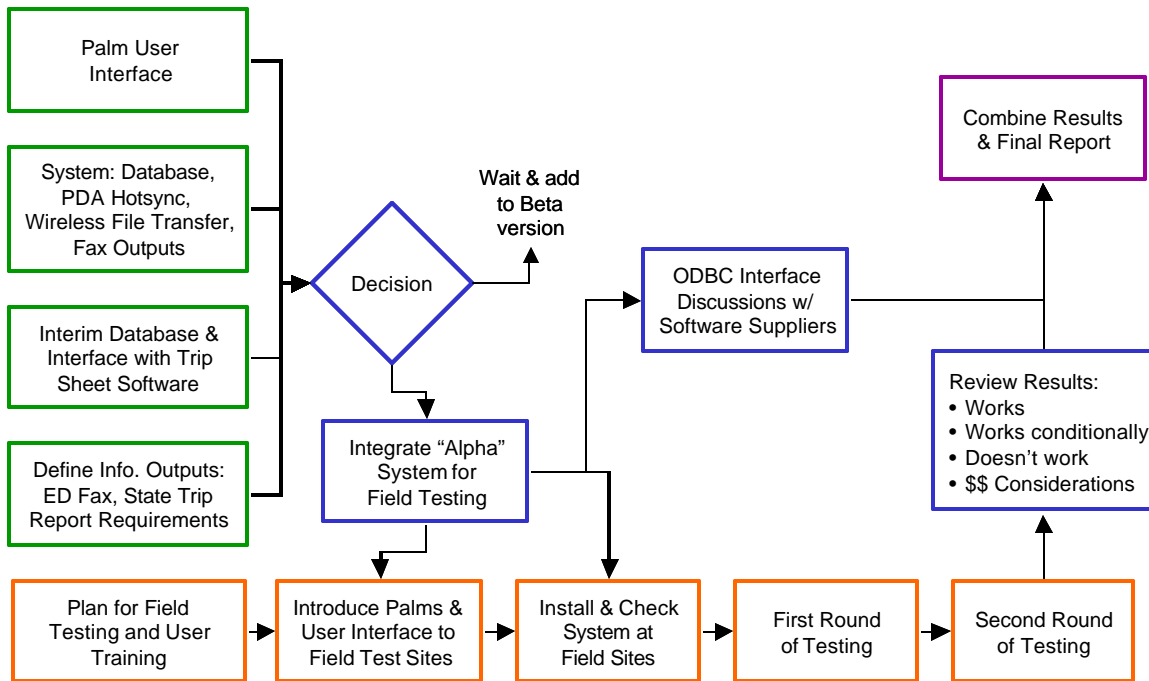 Palm User
Interface
System: Database,
PDA Hotsync,
Wireless File Transfer,
Fax Outputs
Interim Database &
Interface with Trip
Sheet Software
Define Info. Outputs:
ED Fax, State Trip
Report Requirements
Decision
Wait & add
to Beta
version
Integrate “Alpha”
System for
Field Testing
ODBC Interface
Discussions w/
Software Suppliers
Combine Results
& Final Report
Review Results:
• Works
• Works conditionally
• Doesn’t work
• $$ Considerations
Plan for Field
Testing and User
Training
Introduce Palms &
User Interface to
Field Test Sites
Install & Check
System at
Field Sites
First Round
of Testing
Second Round
of Testing